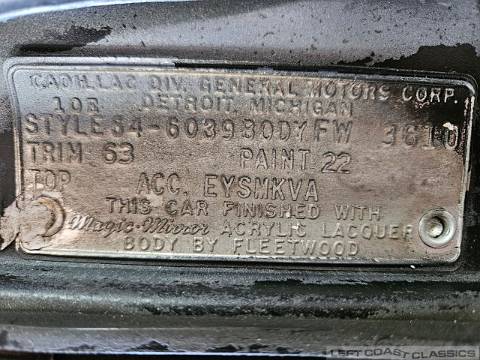 CADILLAC DIV. GENERAL MOTORS CORP.
10R DETROIT, MICHIGAN
STYLE 64-6039 BODY FW 3610
TRIM 63 PAINT 22
TOP ACC. EYSMKVA
THIS CAR FINISHED WITH
Magic-Mirror ACRYLIC LACQUER
BODY BY FLEETWOOD
LEFT COAST CLASSICS